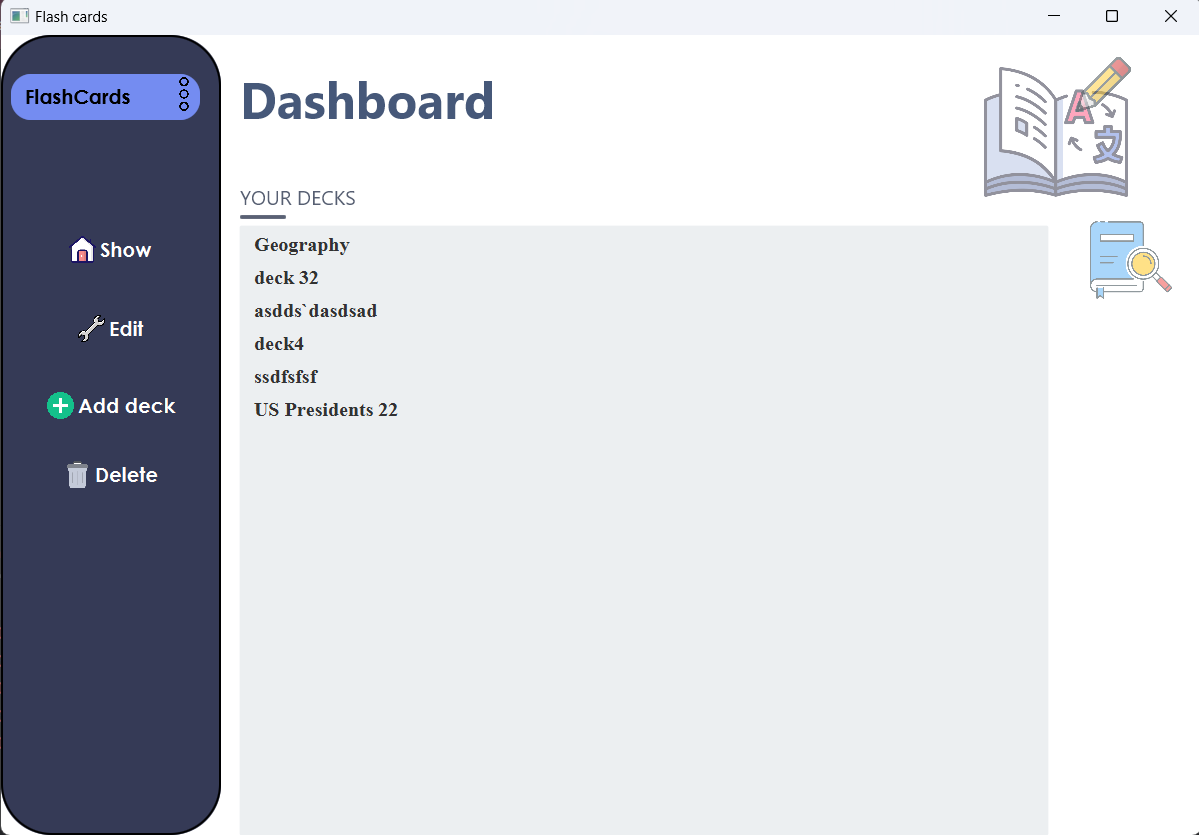 Flash cards
FlashCards
Dashboard
A
文
YOUR DECKS
Show
Edit
Add deck
Delete
Geography
deck 32
asdds`dasdsad
deck4
ssdfsfsf
US Presidents 22